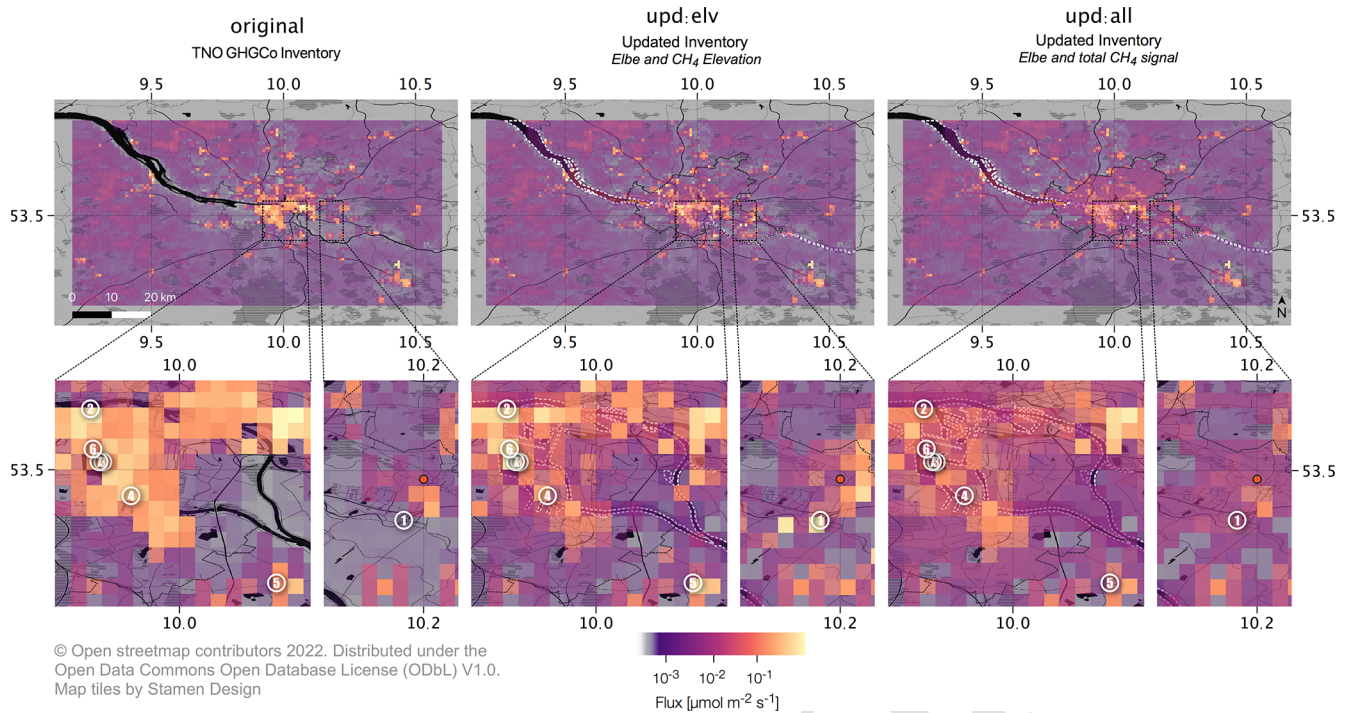 original
TNO GHGCo Inventory
upd:elv
Updated Inventory
Elbe and CH4 Elevation
upd:all
Updated Inventory
Elbe and total CH4 signal
9.5 10.0 10.5
9.5 10.0 10.5
9.5 10.0 10.5
53.5
53.5
0 10 20 km
N
9.5 10.0 10.5
9.5 10.0 10.5
9.5 10.0 10.5
10.0 10.2
10.0 10.2
10.0 10.2
53.5
53.5
2
6
3
4
1
5
2
6
3
4
1
5
2
6
3
4
1
5
10.0 10.2
10.0 10.2
10.0 10.2
© Open streetmap contributors 2022. Distributed under the
Open Data Commons Open Database License (ODbL) V1.0.
Map tiles by Stamen Design
10-3 10-2 10-1
Flux [µmol m-2 s-1]